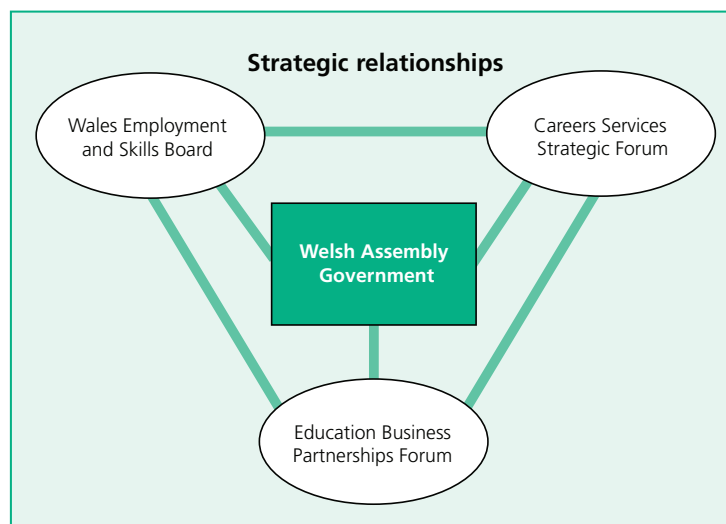 Strategic relationships
Wales Employment
and Skills Board
Careers Services
Strategic Forum
Welsh Assembly
Government
Education Business
Partnerships Forum